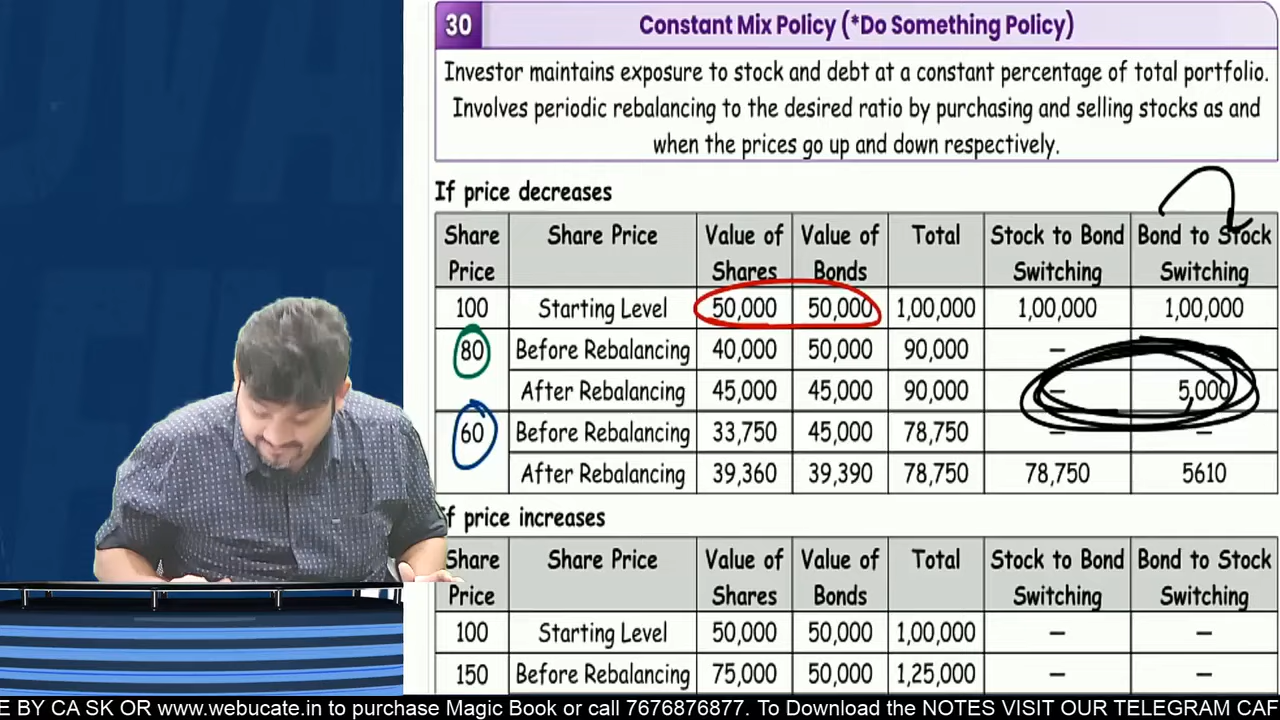 30 Constant Mix Policy (*Do Something Policy)
Investor maintains exposure to stock and debt at a constant percentage of total portfolio.
Involves periodic rebalancing to the desired ratio by purchasing and selling stocks as and
when the prices go up and down respectively.
If price decreases
Share Price | Share Price | Value of Shares | Value of Bonds | Total | Stock to Bond Switching | Bond to Stock Switching
100 | Starting Level | 50,000 | 50,000 | 1,00,000 | 1,00,000 | 1,00,000
80 | Before Rebalancing | 40,000 | 50,000 | 90,000 | –
After Rebalancing | 45,000 | 45,000 | 90,000 | – | 5,000
60 | Before Rebalancing | 33,750 | 45,000 | 78,750 | – | –
After Rebalancing | 39,360 | 39,390 | 78,750 | 78,750 | 5610
If price increases
Share Price | Share Price | Value of Shares | Value of Bonds | Total | Stock to Bond Switching | Bond to Stock Switching
100 | Starting Level | 50,000 | 50,000 | 1,00,000 | – | –
150 | Before Rebalancing | 75,000 | 50,000 | 1,25,000 | – | –
E BY CA SK OR www.webucate.in to purchase Magic Book or call 7676876877. To Download the NOTES VISIT OUR TELEGRAM CAF